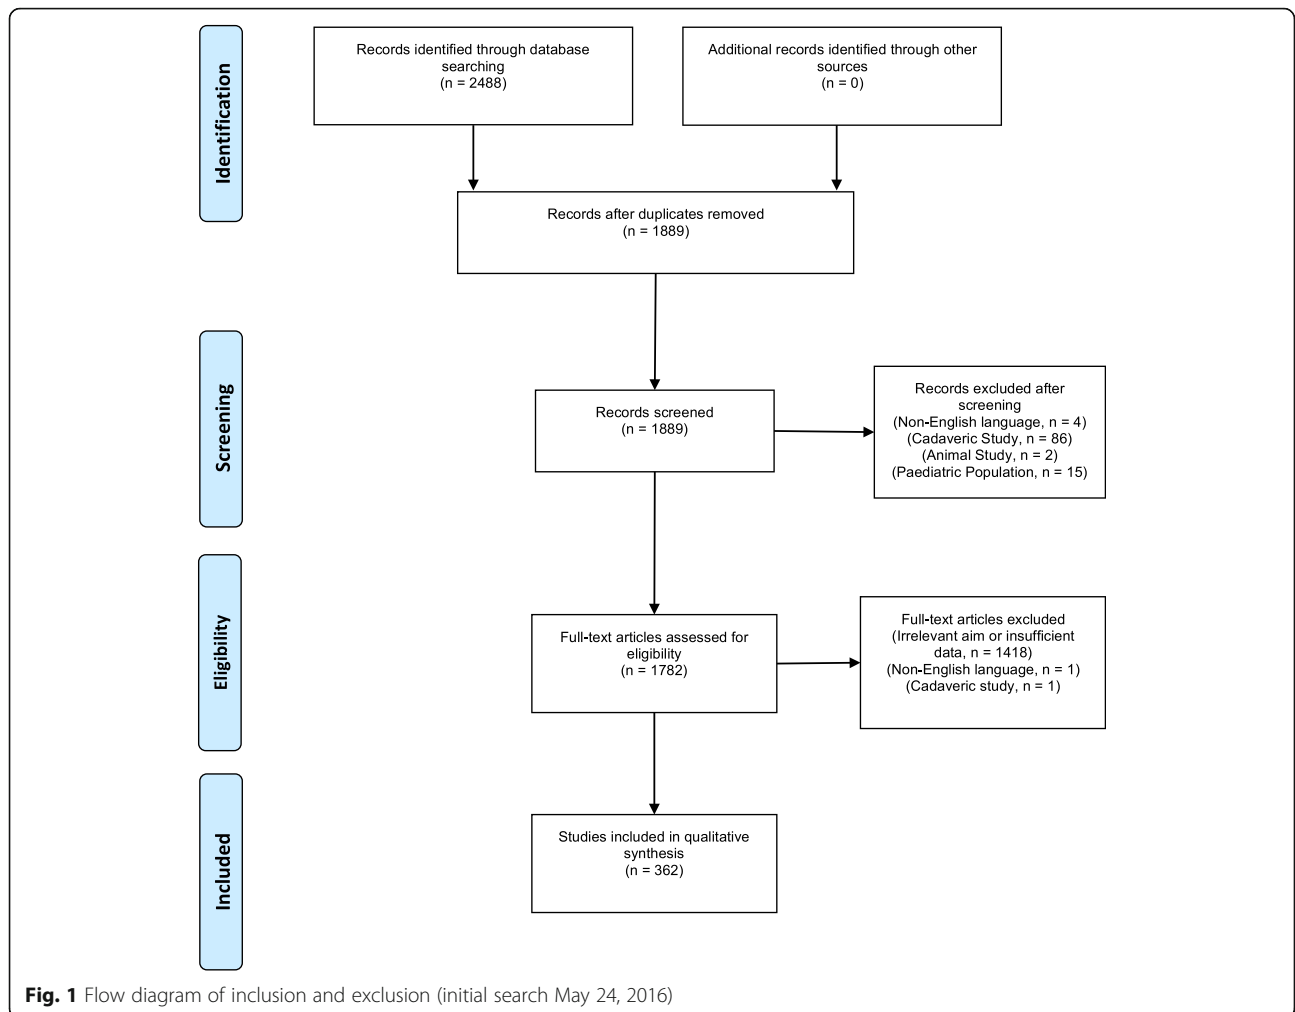 Identification
Records identified through database
searching
(n = 2488)
Additional records identified through other
sources
(n = 0)
Records after duplicates removed
(n = 1889)
Screening
Records screened
(n = 1889)
Records excluded after
screening
(Non-English language, n = 4)
(Cadaveric Study, n = 86)
(Animal Study, n = 2)
(Paediatric Population, n = 15)
Eligibility
Full-text articles assessed for
eligibility
(n = 1782)
Full-text articles excluded
(Irrelevant aim or insufficient
data, n = 1418)
(Non-English language, n = 1)
(Cadaveric study, n = 1)
Included
Studies included in qualitative
synthesis
(n = 362)
Fig. 1 Flow diagram of inclusion and exclusion (initial search May 24, 2016)